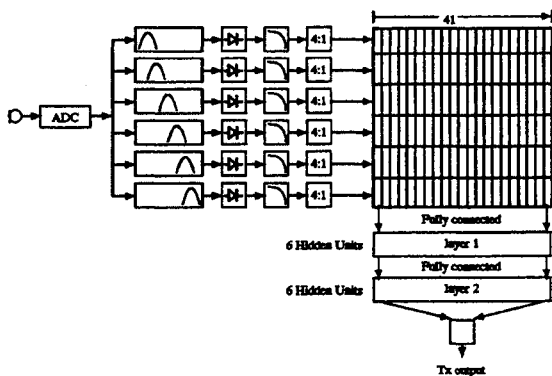 41
4:1
4:1
4:1
ADC
4:1
4:1
4:1
Fully connected
6 Hidden Units
layer 1
Fully connected
6 Hidden Units
layer 2
Tx output